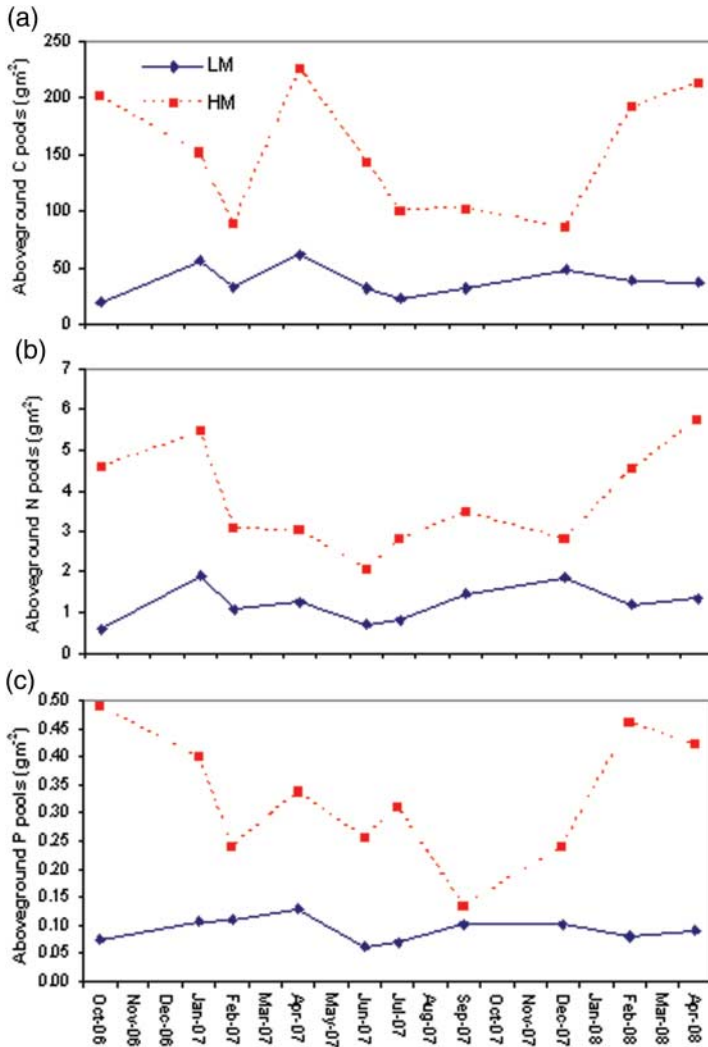 (a)
Aboveground C pools (gm-2)
250
200
150
100
50
0
LM
HM
(b)
Aboveground N pools (gm-2)
7
6
5
4
3
2
1
0
(c)
Aboveground P pools (gm-2)
0.50
0.45
0.40
0.35
0.30
0.25
0.20
0.15
0.10
0.05
0.00
Oct-06
Nov-06
Dec-06
Jan-07
Feb-07
Mar-07
Apr-07
May-07
Jun-07
Jul-07
Aug-07
Sep-07
Oct-07
Nov-07
Dec-07
Jan-08
Feb-08
Mar-08
Apr-08